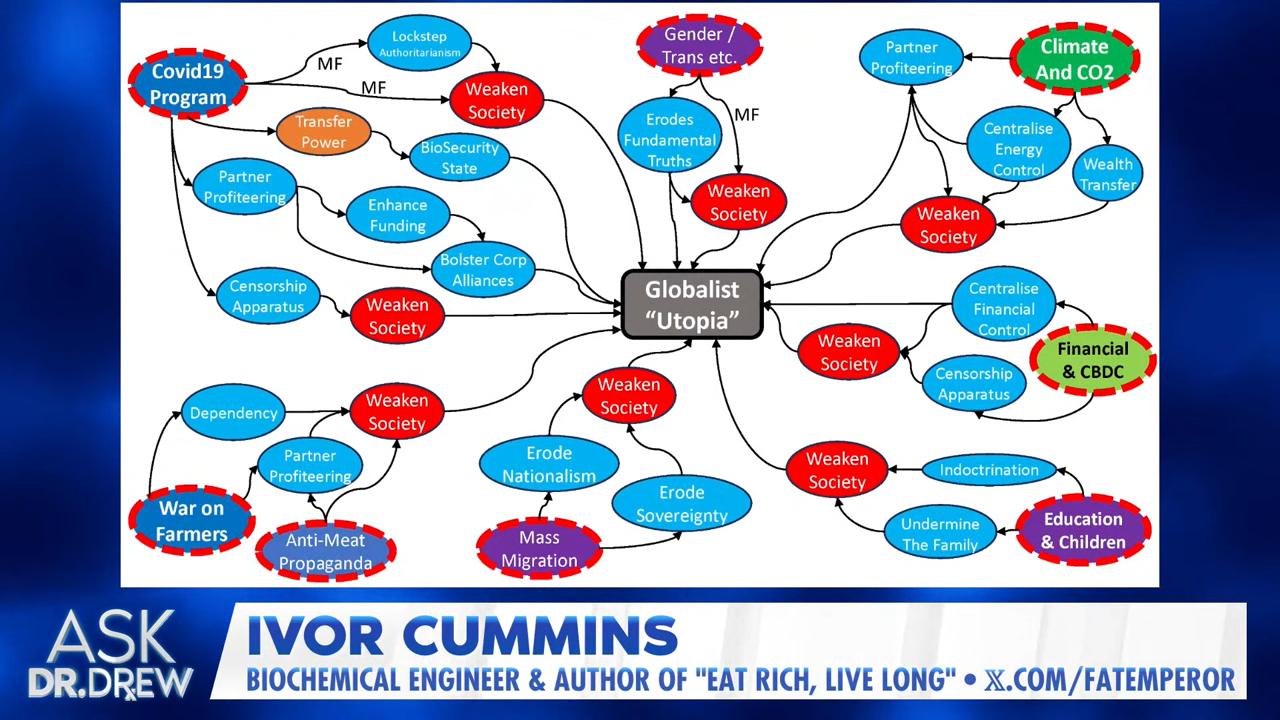 Covid19
Program
MF
MF
Lockstep
Authoritarianism
Weaken
Society
Transfer
Power
BioSecurity
State
Partner
Profiteering
Enhance
Funding
Bolster Corp
Alliances
Censorship
Apparatus
Weaken
Society
Gender /
Trans etc.
MF
Erodes
Fundamental
Truths
Weaken
Society
Climate
And CO2
Partner
Profiteering
Centralise
Energy
Control
Wealth
Transfer
Weaken
Society
Globalist
“Utopia”
Centralise
Financial
Control
Weaken
Society
Financial
& CBDC
Censorship
Apparatus
Dependency
Weaken
Society
Partner
Profiteering
War on
Farmers
Anti-Meat
Propaganda
Weaken
Society
Erode
Nationalism
Erode
Sovereignty
Mass
Migration
Weaken
Society
Indoctrination
Undermine
The Family
Education
& Children
ASK
DR.DREW
IVOR CUMMINS
BIOCHEMICAL ENGINEER & AUTHOR OF "EAT RICH, LIVE LONG" • X.COM/FATEMPEROR